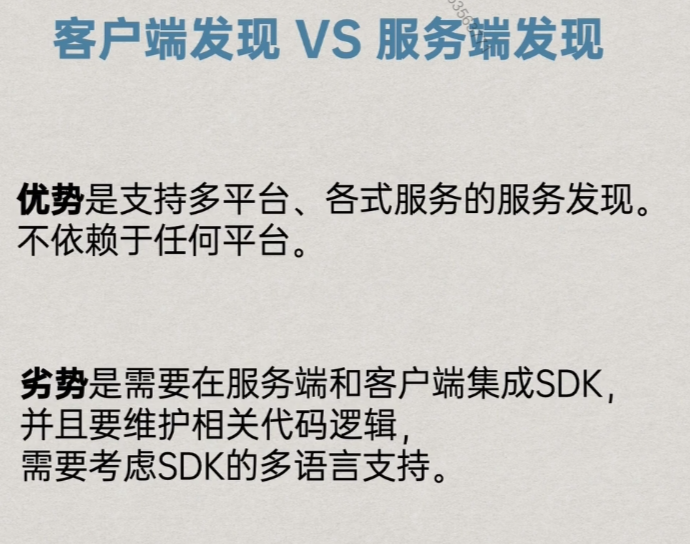 客户端发现 VS 服务端发现
优势是支持多平台、各式服务的服务发现。
不依赖于任何平台。
劣势是需要在服务端和客户端集成SDK，
并且要维护相关代码逻辑，
需要考虑SDK的多语言支持。